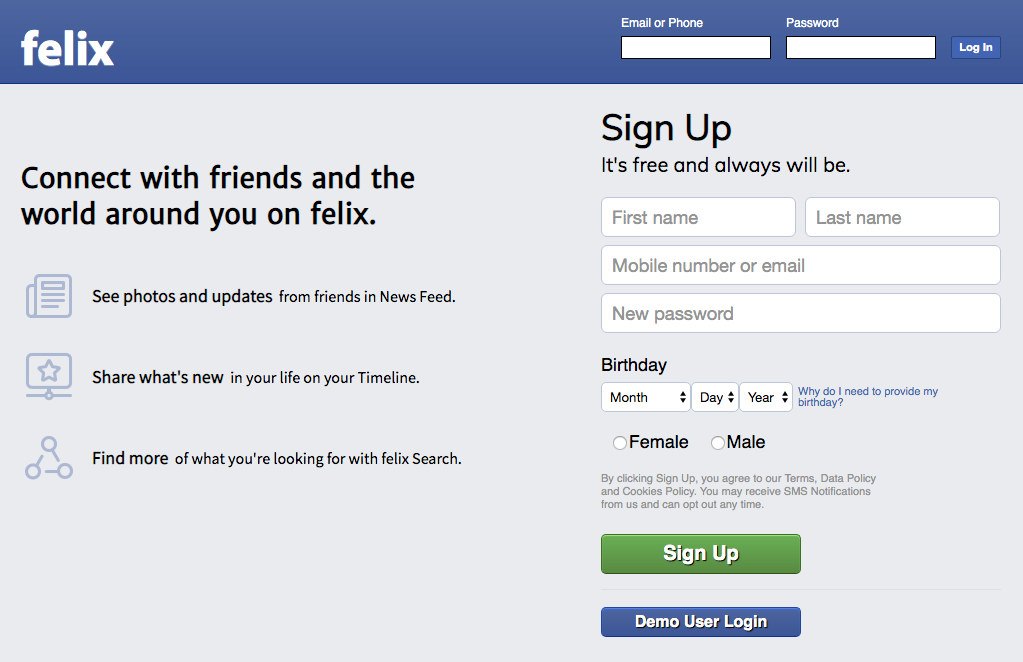 felix
Email or Phone
Password
Log In
Connect with friends and the
world around you on felix.
See photos and updates from friends in News Feed.
Share what's new in your life on your Timeline.
Find more of what you're looking for with felix Search.
Sign Up
It's free and always will be.
First name
Last name
Mobile number or email
New password
Birthday
Month
Day
Year
Why do I need to provide my
birthday?
Female
Male
By clicking Sign Up, you agree to our Terms, Data Policy
and Cookies Policy. You may receive SMS Notifications
from us and can opt out any time.
Sign Up
Demo User Login